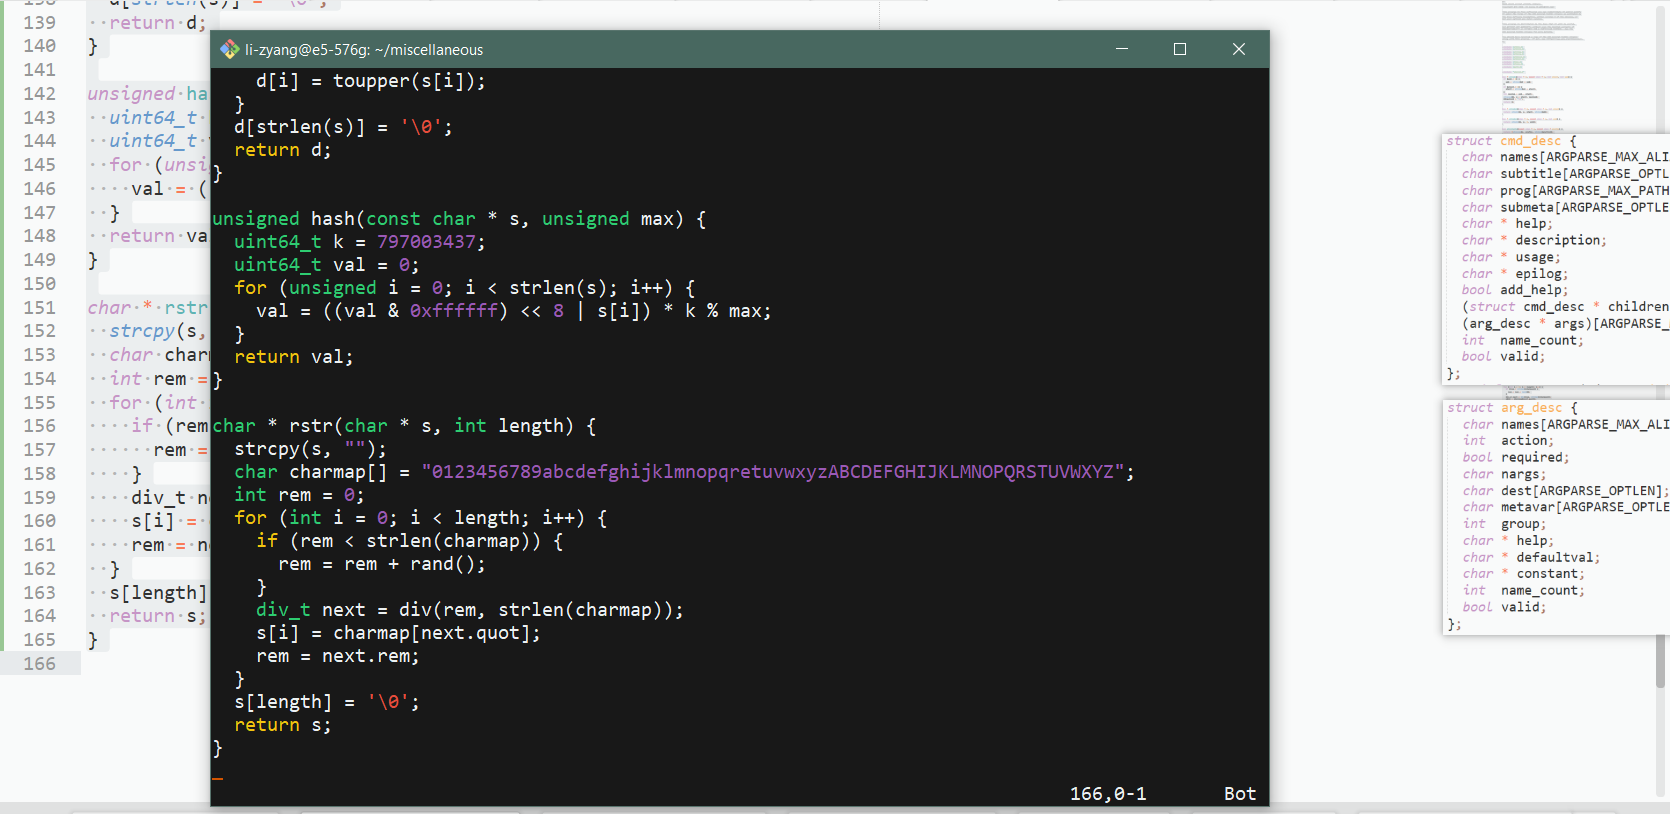 139 ··return d;
140 }
141
142 unsigned ha
143 ··uint64_t
144 ··uint64_t
145 ··for·(unsi
146 ····val·=·(
147 ··}
148 ··return va
149 }
150
151 char·*·rstr
152 ··strcpy(s,
153 ··char·charm
154 ··int·rem·=
155 ··for·(int
156 ····if·(rem
157 ······rem·=
158 ····}
159 ····div_t n
160 ····s[i]·=
161 ····rem·=·n
162 ··}
163 ··s[length]
164 ··return·s;
165 }
166
li-zyang@e5-576g: ~/miscellaneous
    d[i] = toupper(s[i]);
  }
  d[strlen(s)] = '\0';
  return d;
}
unsigned hash(const char * s, unsigned max) {
  uint64_t k = 797003437;
  uint64_t val = 0;
  for (unsigned i = 0; i < strlen(s); i++) {
    val = ((val & 0xffffff) << 8 | s[i]) * k % max;
  }
  return val;
}
char * rstr(char * s, int length) {
  strcpy(s, "");
  char charmap[] = "0123456789abcdefghijklmnopqretuvwxyzABCDEFGHIJKLMNOPQRSTUVWXYZ";
  int rem = 0;
  for (int i = 0; i < length; i++) {
    if (rem < strlen(charmap)) {
      rem = rem + rand();
    }
    div_t next = div(rem, strlen(charmap));
    s[i] = charmap[next.quot];
    rem = next.rem;
  }
  s[length] = '\0';
  return s;
}
166,0-1 Bot
struct cmd_desc {
  char names[ARGPARSE_MAX_ALI
  char subtitle[ARGPARSE_OPTL
  char prog[ARGPARSE_MAX_PATH
  char submeta[ARGPARSE_OPTLE
  char * help;
  char * description;
  char * usage;
  char * epilog;
  bool add_help;
  (struct cmd_desc * children
  (arg_desc * args)[ARGPARSE_
  int  name_count;
  bool valid;
};
struct arg_desc {
  char names[ARGPARSE_MAX_ALI
  int  action;
  bool required;
  char nargs;
  char dest[ARGPARSE_OPTLEN];
  char metavar[ARGPARSE_OPTLE
  int  group;
  char * help;
  char * defaultval;
  char * constant;
  int  name_count;
  bool valid;
};